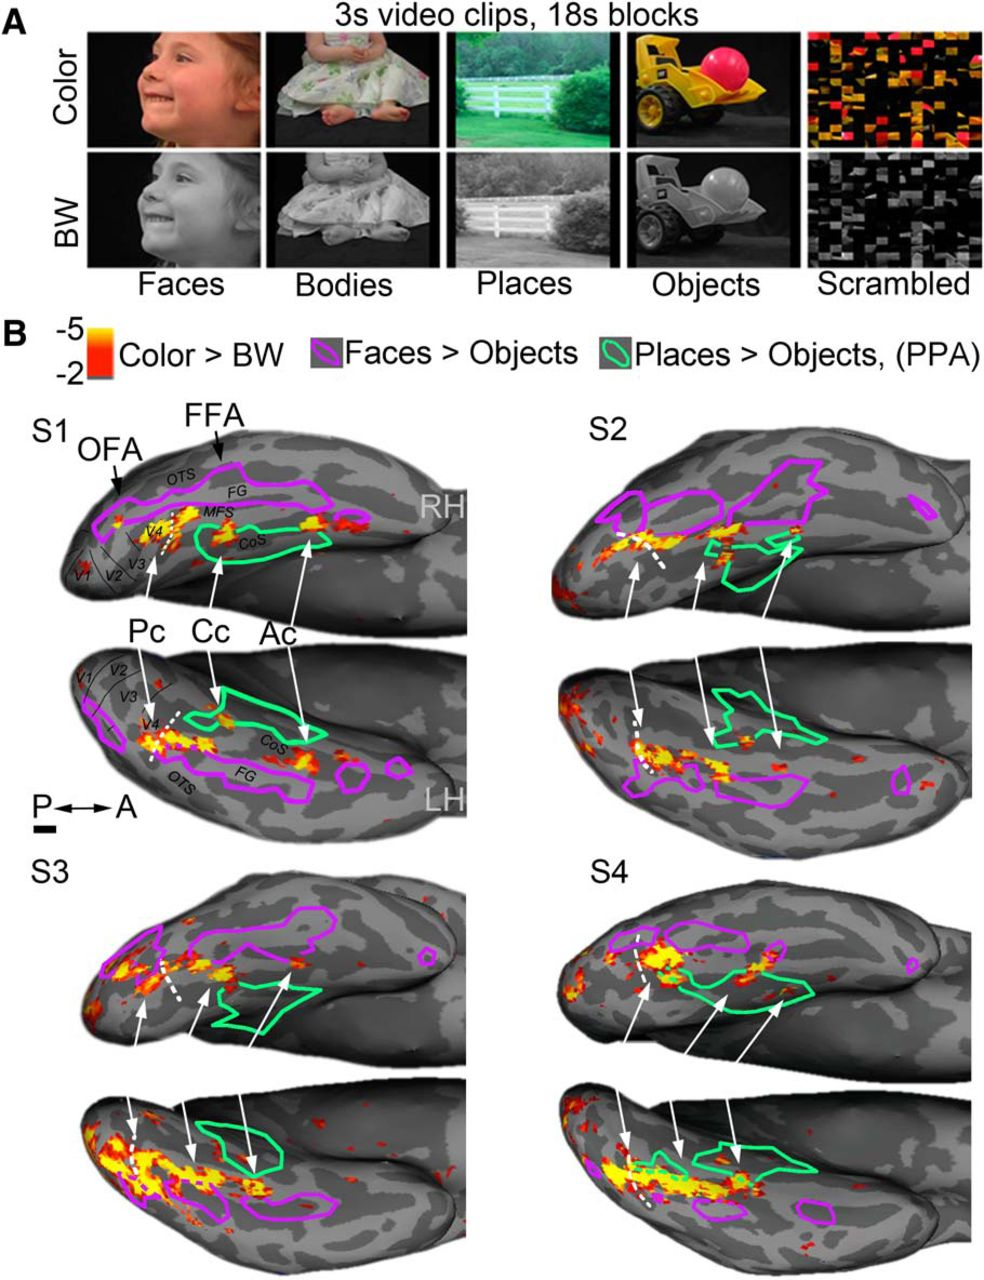 A
3s video clips, 18s blocks
Color
BW
Faces Bodies Places Objects Scrambled
B
-5
-2
Color > BW
Faces > Objects
Places > Objects, (PPA)
S1
OFA
FFA
OTS
FG
MFS
V4
CoS
V3
V2
V1
RH
S2
Pc Cc Ac
V1
V2
V3
V4
CoS
FG
OTS
LH
P A
S3
S4